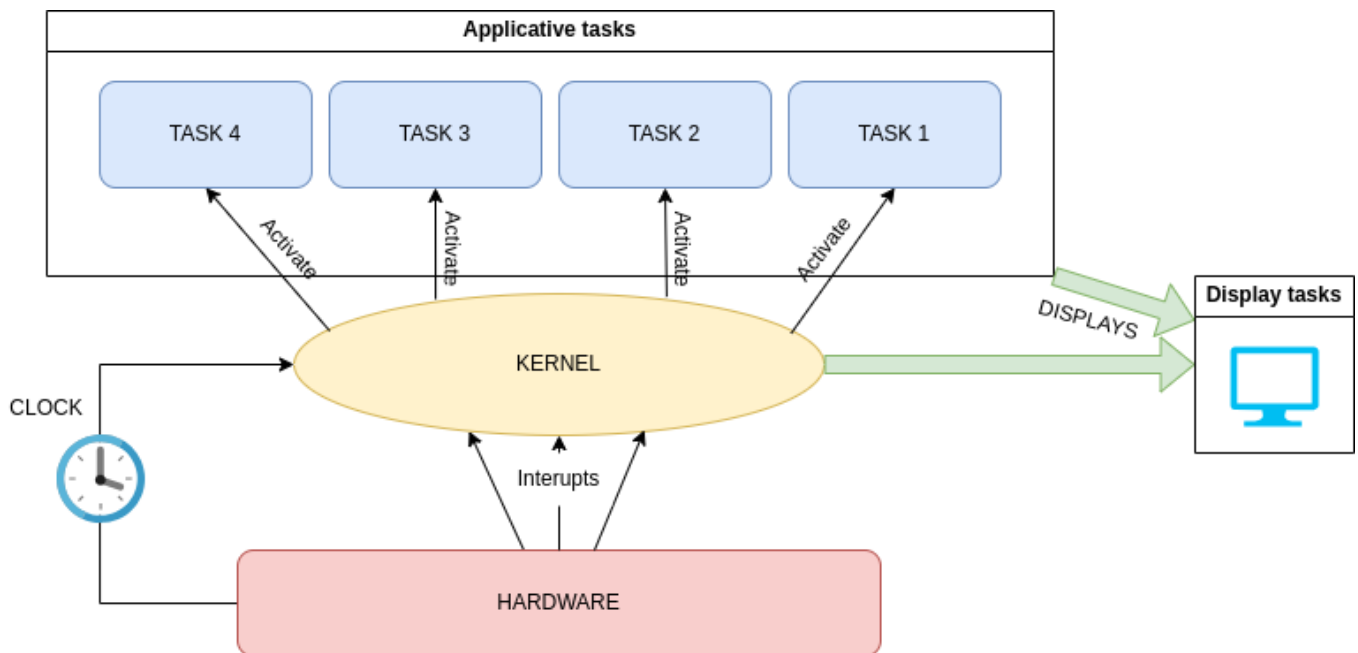 Applicative tasks
TASK 4
TASK 3
TASK 2
TASK 1
Activate
Activate
Activate
Activate
DISPLAYS
Display tasks
KERNEL
CLOCK
Interupts
HARDWARE